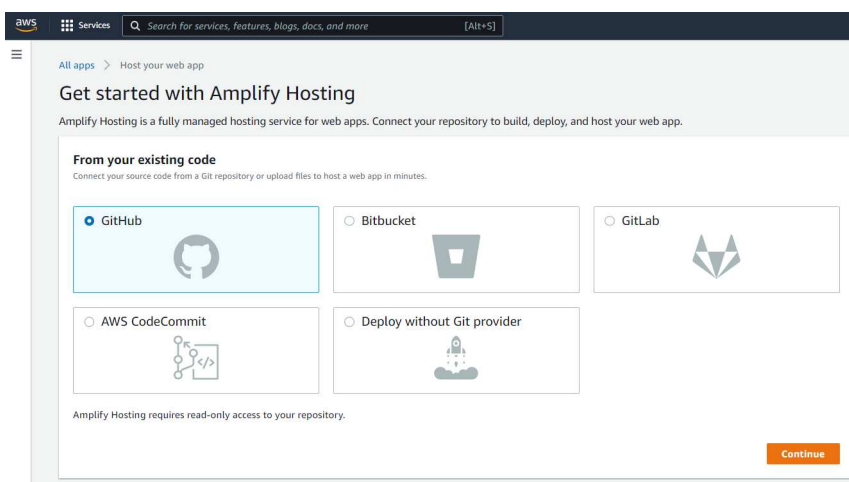 aws
Services
Search for services, features, blogs, docs, and more
[Alt+S]
All apps > Host your web app
Get started with Amplify Hosting
Amplify Hosting is a fully managed hosting service for web apps. Connect your repository to build, deploy, and host your web app.
From your existing code
Connect your source code from a Git repository or upload files to host a web app in minutes.
GitHub
Bitbucket
GitLab
AWS CodeCommit
Deploy without Git provider
</>
Amplify Hosting requires read-only access to your repository.
Continue